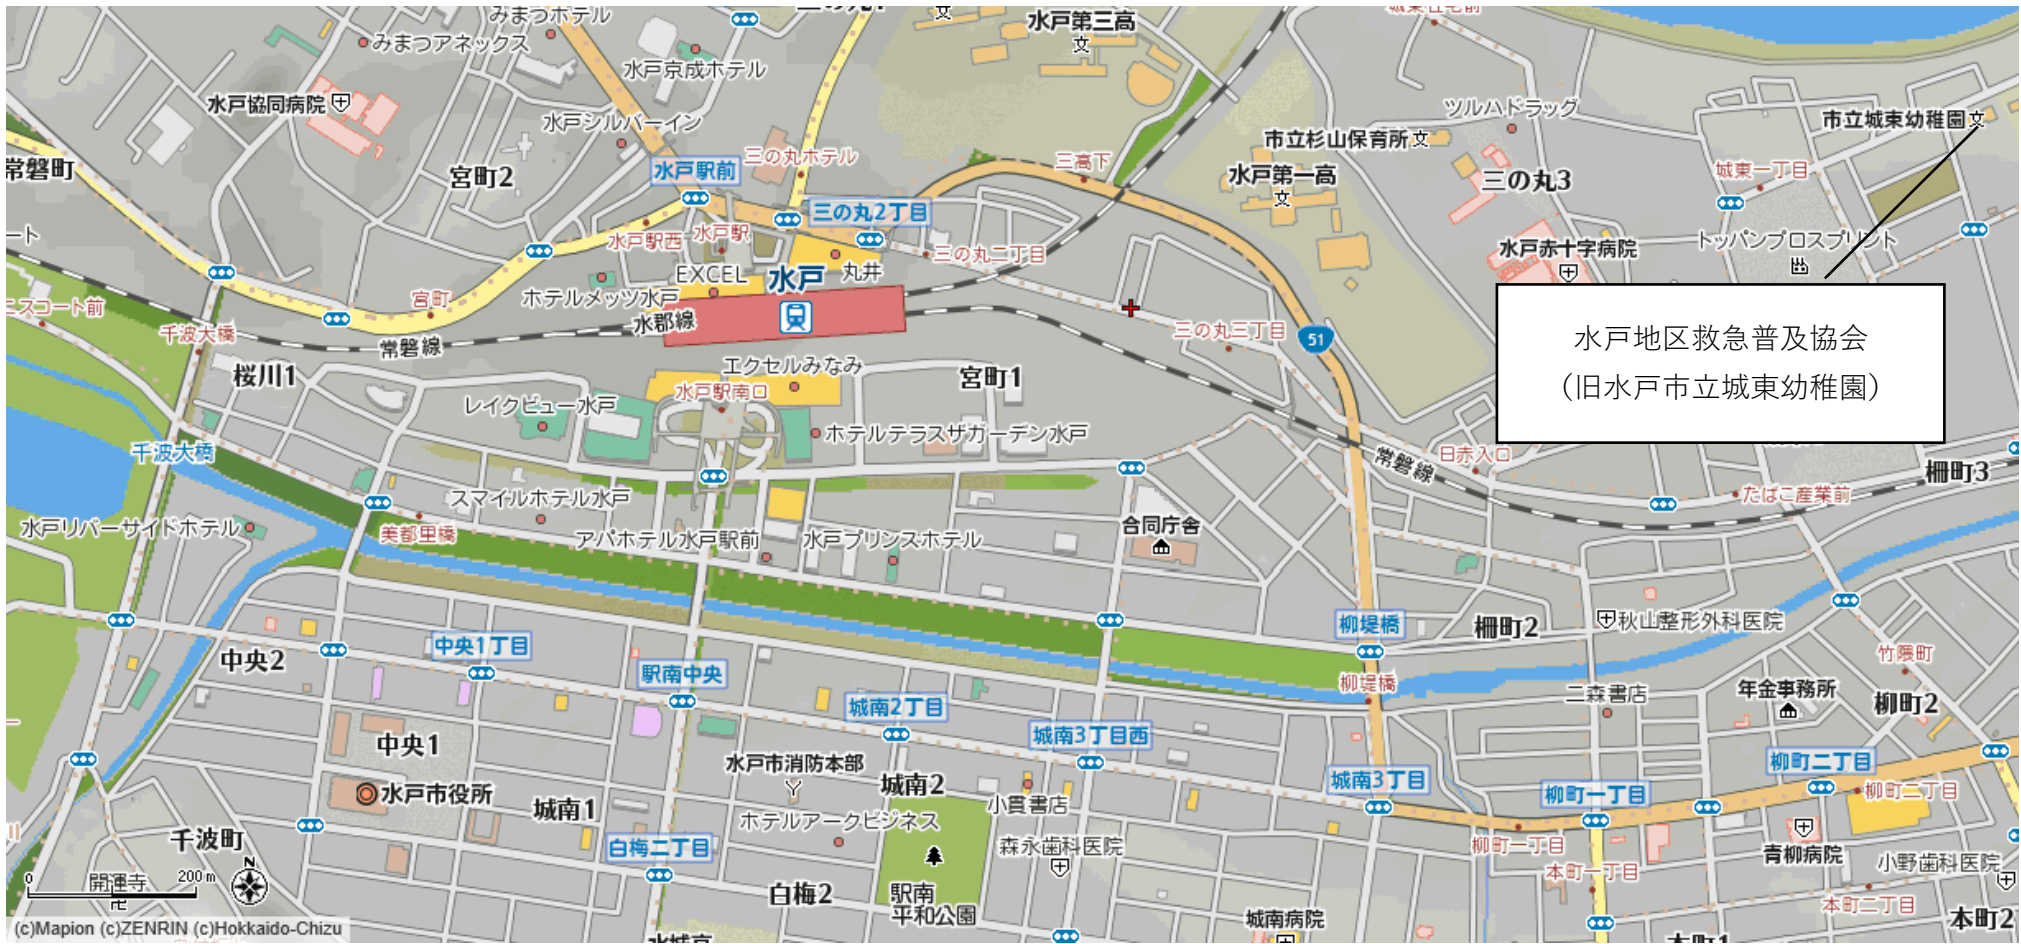 みまつホテル
水戸第三高
みまつアネックス
水戸京成ホテル
水戸協同病院
水戸シルバーイン
ツルハドラッグ
市立城東幼稚園
市立杉山保育所
常磐町
宮町2
水戸駅前
三の丸ホテル
三高下
水戸第一高
三の丸3
城東一丁目
三の丸2丁目
水戸駅西
水戸駅
三の丸二丁目
水戸赤十字病院
トッパンプロスプリント
EXCEL
水戸
丸井
ホテルメッツ水戸
宮町
ニスコート前
千波大橋
常磐線
水郡線
三の丸三丁目
51
水戸地区救急普及協会
（旧水戸市立城東幼稚園）
桜川1
エクセルみなみ
宮町1
水戸駅南口
レイクビュー水戸
ホテルテラスザガーデン水戸
千波大橋
常磐線
日赤入口
柵町3
スマイルホテル水戸
たばこ産業前
水戸リバーサイドホテル
美都里橋
アパホテル水戸駅前
水戸プリンスホテル
合同庁舎
柳堤橋
柵町2
秋山整形外科医院
中央2
中央1丁目
駅南中央
柳堤橋
竹隈町
二森書店
年金事務所
柳町2
城南2丁目
中央1
城南3丁目西
水戸市消防本部
城南2
城南3丁目
柳町一丁目
柳町二丁目
柳町二丁目
水戸市役所
城南1
小貫書店
ホテルアークビジネス
千波町
白梅二丁目
森永歯科医院
柳町一丁目
青柳病院
本町一丁目
小野歯科医院
0
200m
N
開運寺
白梅2
駅南
平和公園
城南病院
本町二丁目
本町2
本町1
(c)Mapion (c)ZENRIN (c)Hokkaido-Chizu